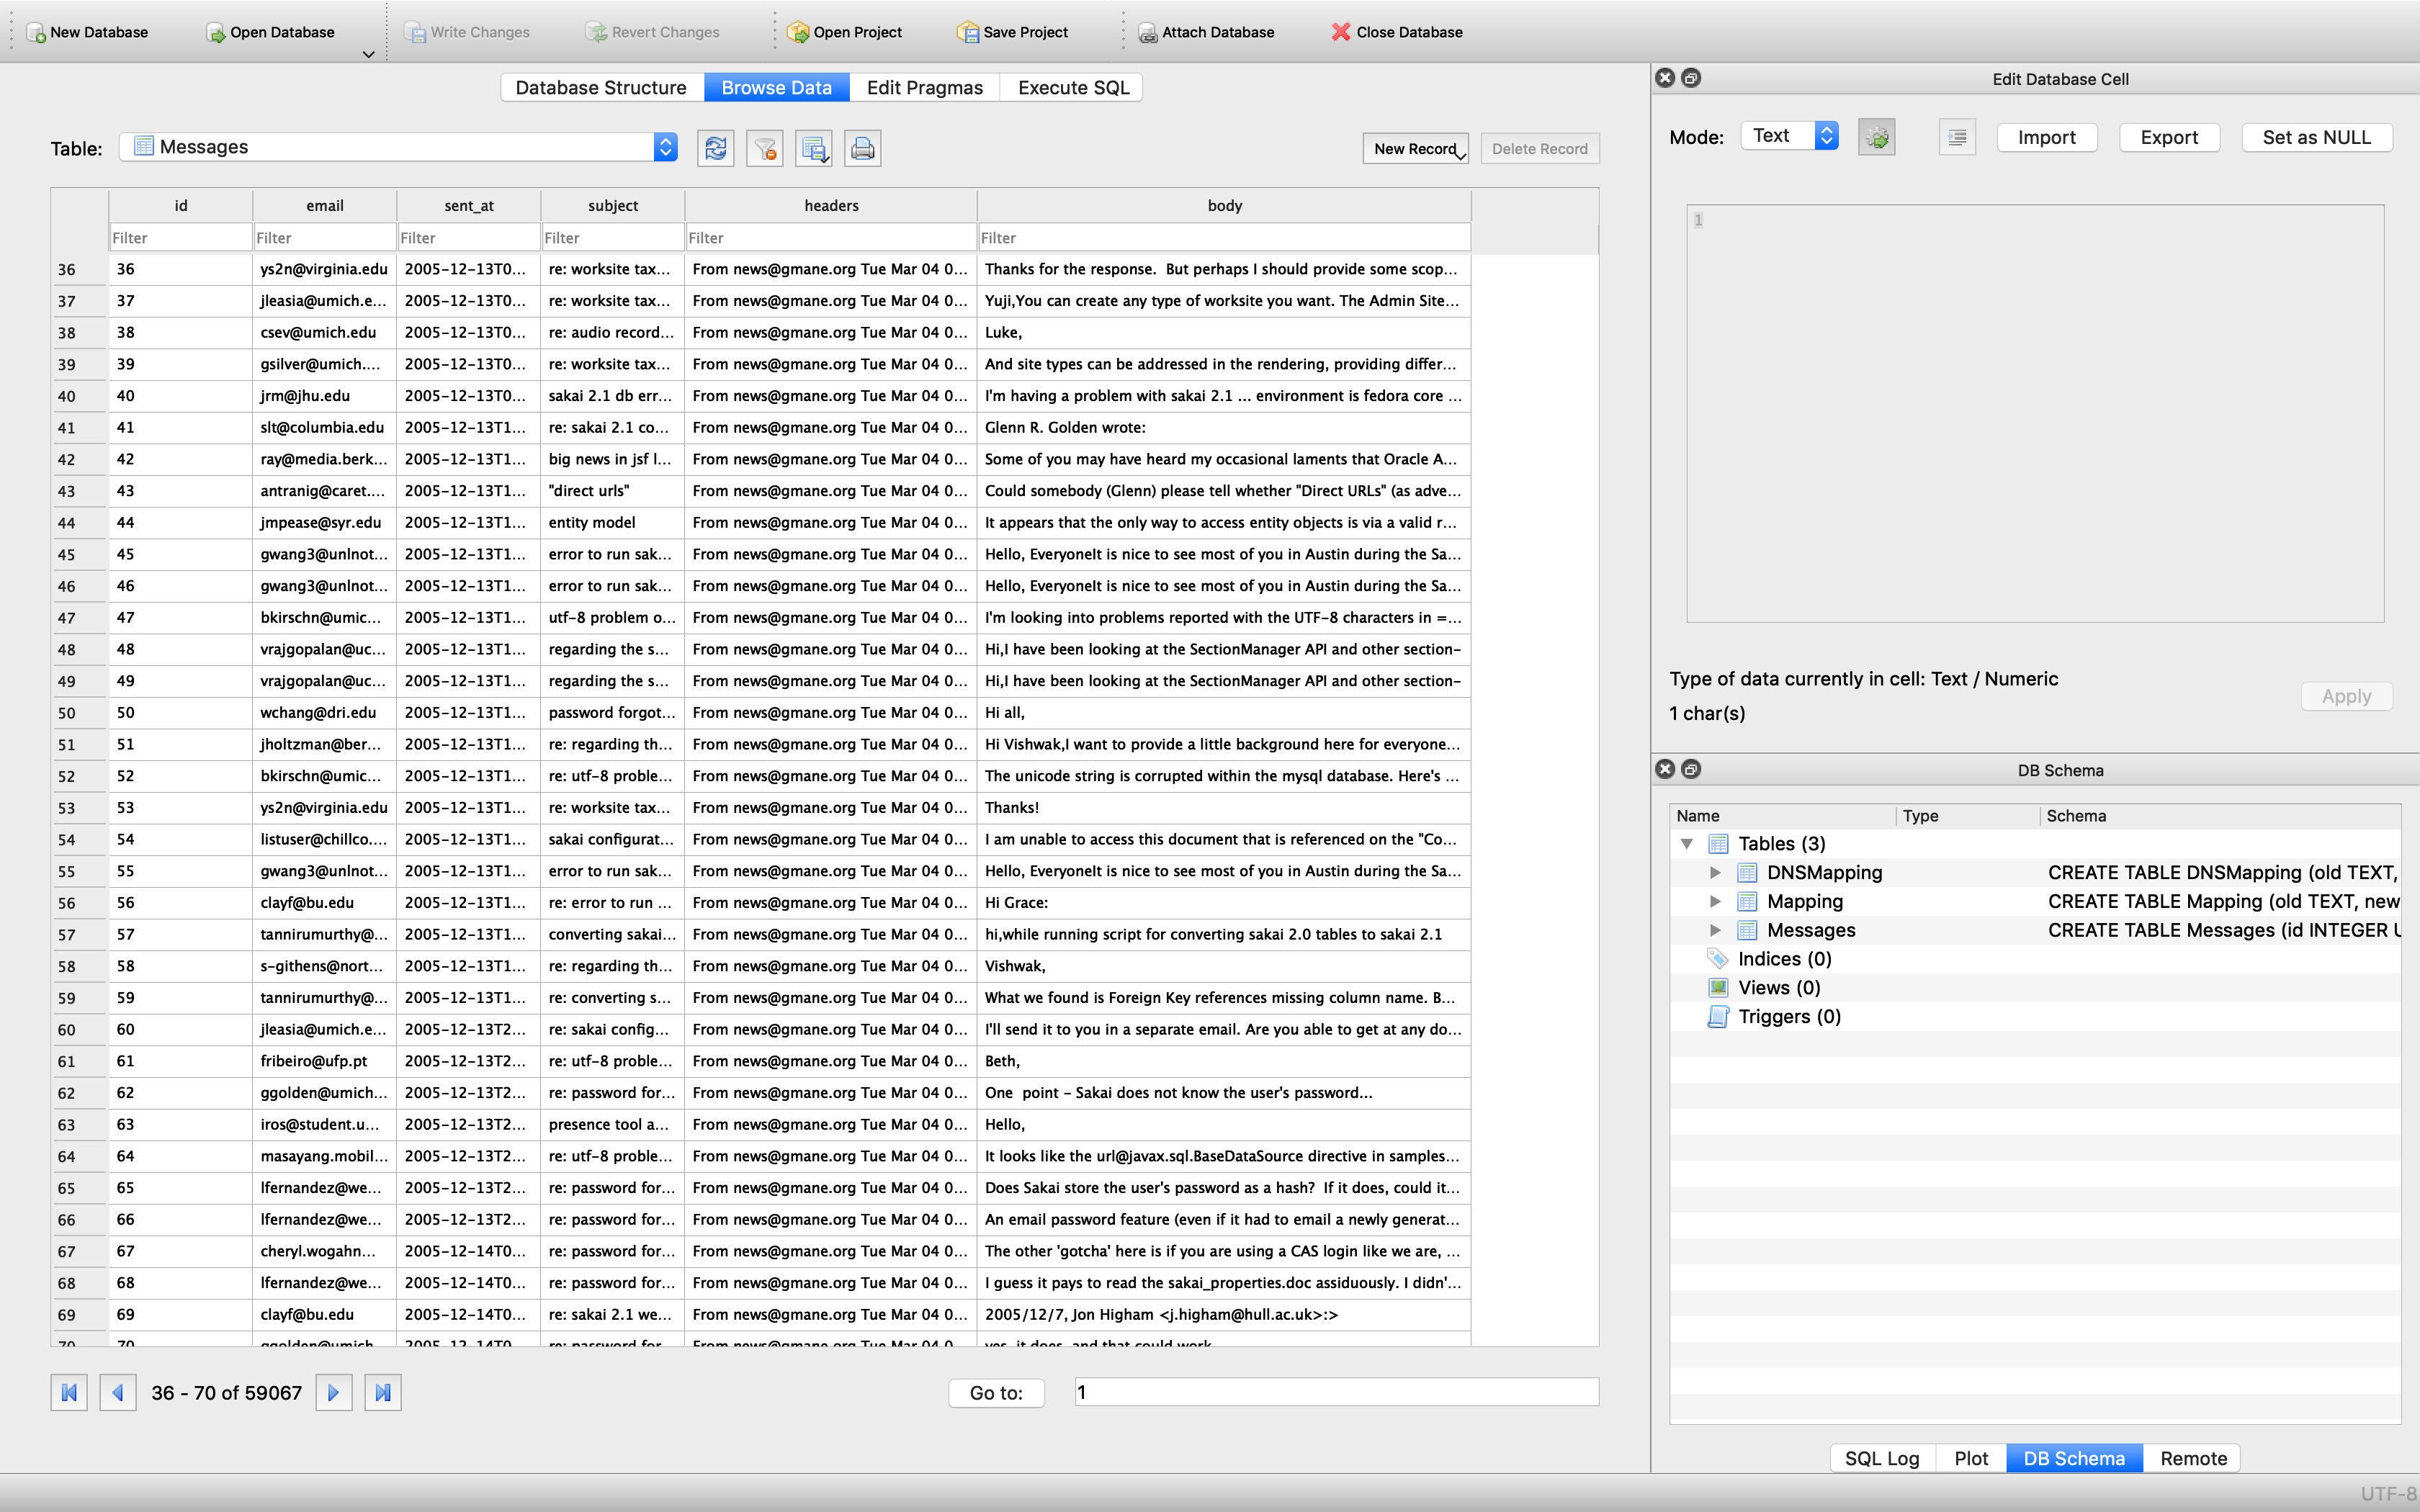 New Database Open Database Write Changes Revert Changes Open Project Save Project Attach Database Close Database
Database Structure Browse Data Edit Pragmas Execute SQL
Table: Messages New Record Delete Record
id email sent_at subject headers body
Filter Filter Filter Filter Filter Filter
36 36 ys2n@virginia.edu 2005-12-13T0... re: worksite tax... From news@gmane.org Tue Mar 04 0... Thanks for the response.  But perhaps I should provide some scop...
37 37 jleasia@umich.e... 2005-12-13T0... re: worksite tax... From news@gmane.org Tue Mar 04 0... Yuji,You can create any type of worksite you want. The Admin Site...
38 38 csev@umich.edu 2005-12-13T0... re: audio record... From news@gmane.org Tue Mar 04 0... Luke,
39 39 gsilver@umich.... 2005-12-13T0... re: worksite tax... From news@gmane.org Tue Mar 04 0... And site types can be addressed in the rendering, providing differ...
40 40 jrm@jhu.edu 2005-12-13T0... sakai 2.1 db err... From news@gmane.org Tue Mar 04 0... I'm having a problem with sakai 2.1 ... environment is fedora core ...
41 41 slt@columbia.edu 2005-12-13T1... re: sakai 2.1 co... From news@gmane.org Tue Mar 04 0... Glenn R. Golden wrote:
42 42 ray@media.berk... 2005-12-13T1... big news in jsf l... From news@gmane.org Tue Mar 04 0... Some of you may have heard my occasional laments that Oracle A...
43 43 antranig@caret.... 2005-12-13T1... "direct urls" From news@gmane.org Tue Mar 04 0... Could somebody (Glenn) please tell whether "Direct URLs" (as adve...
44 44 jmpease@syr.edu 2005-12-13T1... entity model From news@gmane.org Tue Mar 04 0... It appears that the only way to access entity objects is via a valid r...
45 45 gwang3@unlnot... 2005-12-13T1... error to run sak... From news@gmane.org Tue Mar 04 0... Hello, EveryoneIt is nice to see most of you in Austin during the Sa...
46 46 gwang3@unlnot... 2005-12-13T1... error to run sak... From news@gmane.org Tue Mar 04 0... Hello, EveryoneIt is nice to see most of you in Austin during the Sa...
47 47 bkirschn@umic... 2005-12-13T1... utf-8 problem o... From news@gmane.org Tue Mar 04 0... I'm looking into problems reported with the UTF-8 characters in =...
48 48 vrajgopalan@uc... 2005-12-13T1... regarding the s... From news@gmane.org Tue Mar 04 0... Hi,I have been looking at the SectionManager API and other section-
49 49 vrajgopalan@uc... 2005-12-13T1... regarding the s... From news@gmane.org Tue Mar 04 0... Hi,I have been looking at the SectionManager API and other section-
50 50 wchang@dri.edu 2005-12-13T1... password forgot... From news@gmane.org Tue Mar 04 0... Hi all,
51 51 jholtzman@ber... 2005-12-13T1... re: regarding th... From news@gmane.org Tue Mar 04 0... Hi Vishwak,I want to provide a little background here for everyone...
52 52 bkirschn@umic... 2005-12-13T1... re: utf-8 proble... From news@gmane.org Tue Mar 04 0... The unicode string is corrupted within the mysql database. Here's ...
53 53 ys2n@virginia.edu 2005-12-13T1... re: worksite tax... From news@gmane.org Tue Mar 04 0... Thanks!
54 54 listuser@chillco.... 2005-12-13T1... sakai configurat... From news@gmane.org Tue Mar 04 0... I am unable to access this document that is referenced on the "Co...
55 55 gwang3@unlnot... 2005-12-13T1... error to run sak... From news@gmane.org Tue Mar 04 0... Hello, EveryoneIt is nice to see most of you in Austin during the Sa...
56 56 clayf@bu.edu 2005-12-13T1... re: error to run ... From news@gmane.org Tue Mar 04 0... Hi Grace:
57 57 tannirumurthy@... 2005-12-13T1... converting sakai... From news@gmane.org Tue Mar 04 0... hi,while running script for converting sakai 2.0 tables to sakai 2.1
58 58 s-githens@nort... 2005-12-13T1... re: regarding th... From news@gmane.org Tue Mar 04 0... Vishwak,
59 59 tannirumurthy@... 2005-12-13T1... re: converting s... From news@gmane.org Tue Mar 04 0... What we found is Foreign Key references missing column name. B...
60 60 jleasia@umich.e... 2005-12-13T2... re: sakai config... From news@gmane.org Tue Mar 04 0... I'll send it to you in a separate email. Are you able to get at any do...
61 61 fribeiro@ufp.pt 2005-12-13T2... re: utf-8 proble... From news@gmane.org Tue Mar 04 0... Beth,
62 62 ggolden@umich... 2005-12-13T2... re: password for... From news@gmane.org Tue Mar 04 0... One  point - Sakai does not know the user's password...
63 63 iros@student.u... 2005-12-13T2... presence tool a... From news@gmane.org Tue Mar 04 0... Hello,
64 64 masayang.mobil... 2005-12-13T2... re: utf-8 proble... From news@gmane.org Tue Mar 04 0... It looks like the url@javax.sql.BaseDataSource directive in samples...
65 65 lfernandez@we... 2005-12-13T2... re: password for... From news@gmane.org Tue Mar 04 0... Does Sakai store the user's password as a hash?  If it does, could it...
66 66 lfernandez@we... 2005-12-13T2... re: password for... From news@gmane.org Tue Mar 04 0... An email password feature (even if it had to email a newly generat...
67 67 cheryl.wogahn... 2005-12-14T0... re: password for... From news@gmane.org Tue Mar 04 0... The other 'gotcha' here is if you are using a CAS login like we are, ...
68 68 lfernandez@we... 2005-12-14T0... re: password for... From news@gmane.org Tue Mar 04 0... I guess it pays to read the sakai_properties.doc assiduously. I didn'...
69 69 clayf@bu.edu 2005-12-14T0... re: sakai 2.1 we... From news@gmane.org Tue Mar 04 0... 2005/12/7, Jon Higham <j.higham@hull.ac.uk>:>
70 70 ggolden@umich... 2005-12-14T0... re: password for... From news@gmane.org Tue Mar 04 0... yes, it does, and that could work
36 - 70 of 59067 Go to: 1
Edit Database Cell
Mode: Text Import Export Set as NULL
1
Type of data currently in cell: Text / Numeric
1 char(s)
Apply
DB Schema
Name Type Schema
Tables (3)
DNSMapping CREATE TABLE DNSMapping (old TEXT,
Mapping CREATE TABLE Mapping (old TEXT, new
Messages CREATE TABLE Messages (id INTEGER U
Indices (0)
Views (0)
Triggers (0)
SQL Log Plot DB Schema Remote
UTF-8